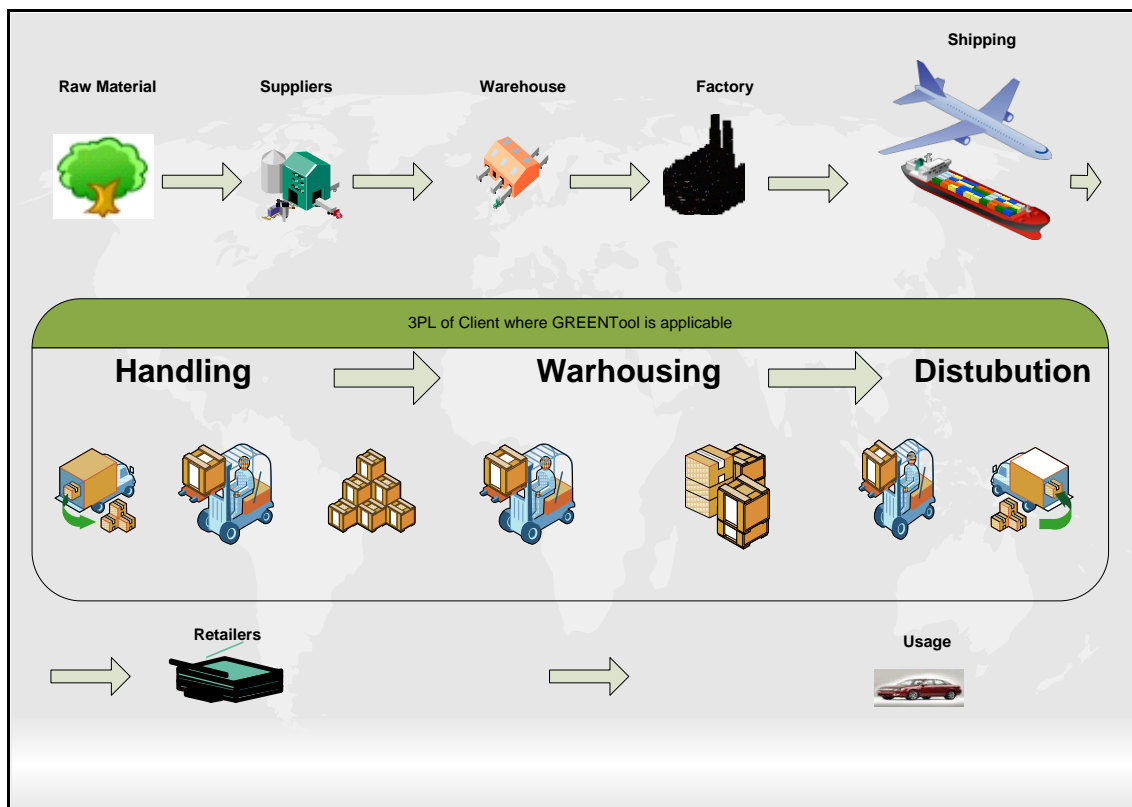 Shipping
Raw Material
Suppliers
Warehouse
Factory
3PL of Client where GREENTool is applicable
Handling
Warhousing
Distubution
Retailers
Usage